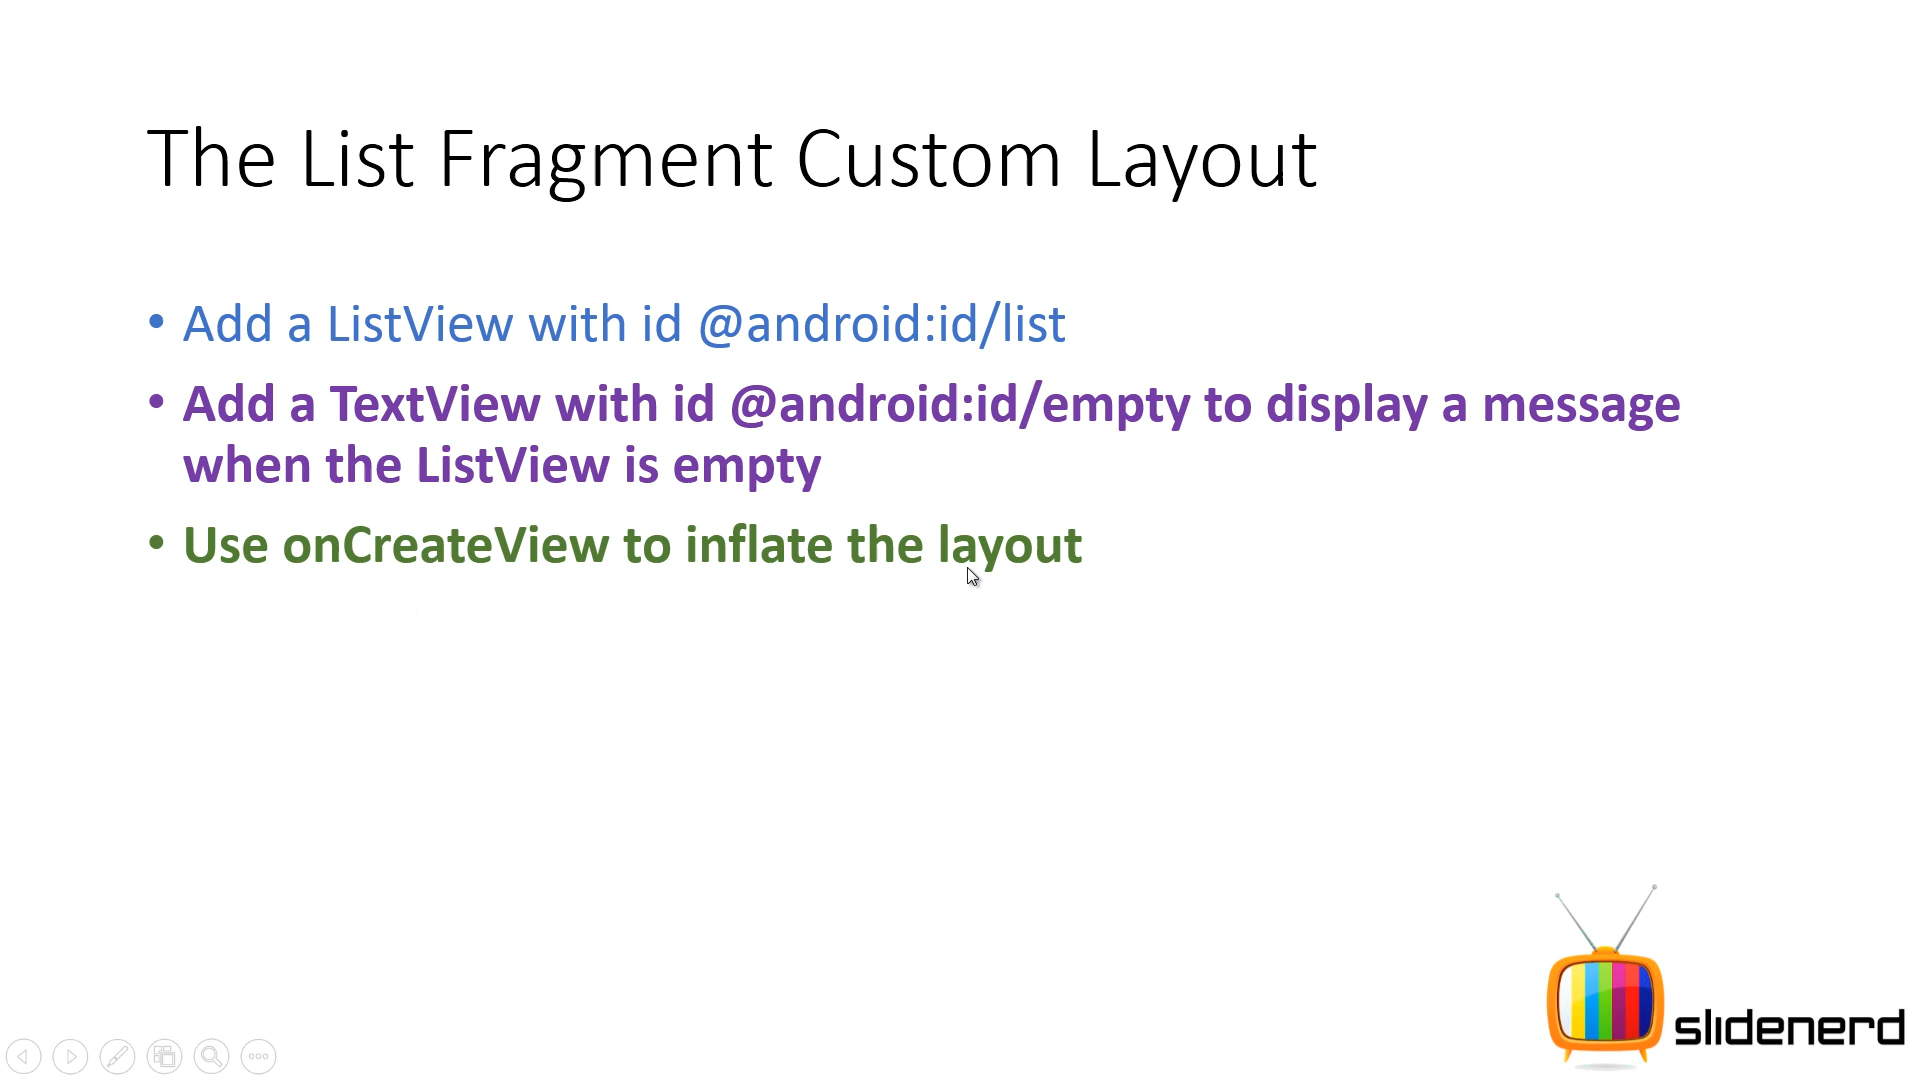 The List Fragment Custom Layout
• Add a ListView with id @android:id/list
• Add a TextView with id @android:id/empty to display a message
when the ListView is empty
• Use onCreateView to inflate the layout
slidenerd